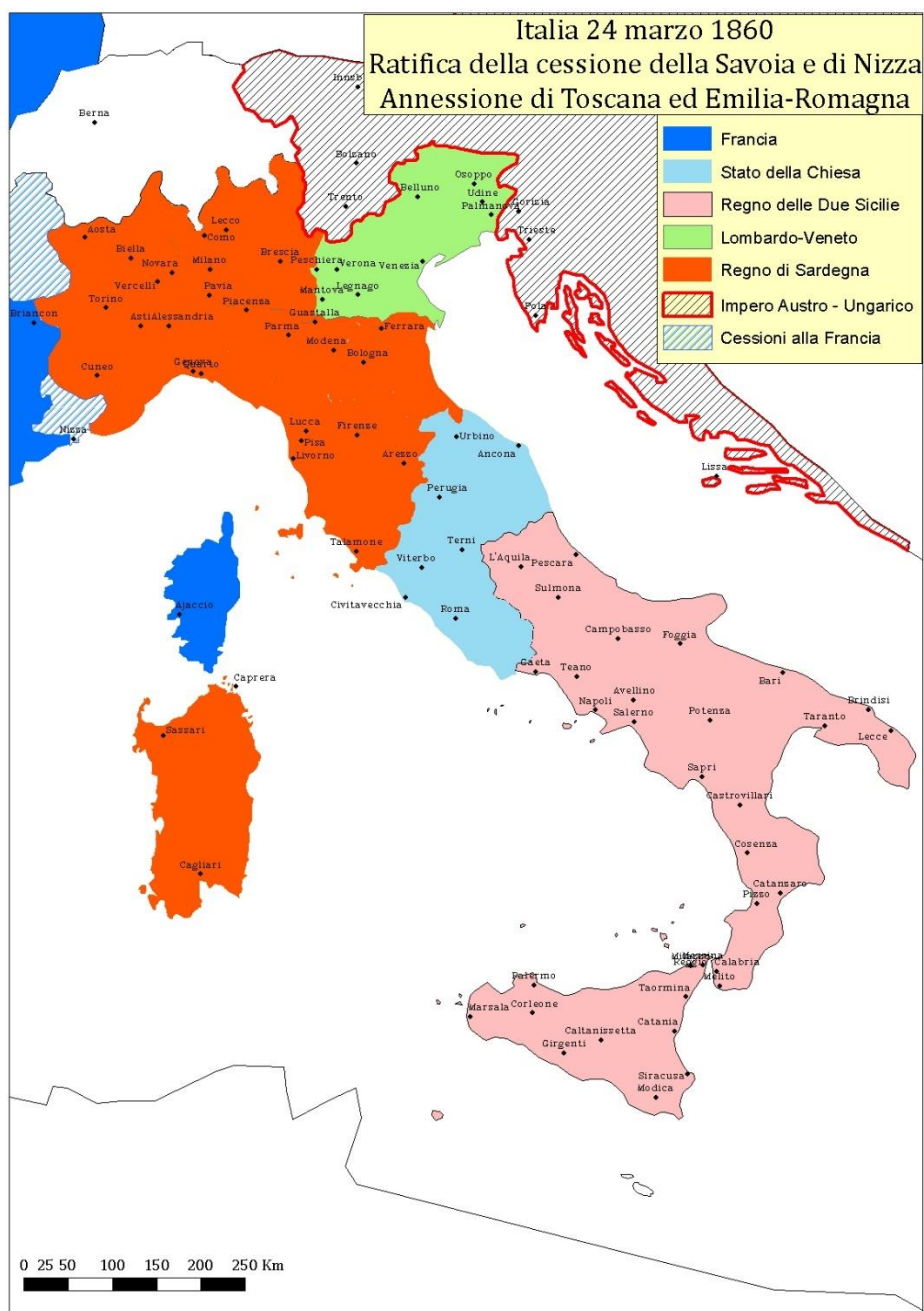 Italia 24 marzo 1860
Ratifica della cessione della Savoia e di Nizza
Annessione di Toscana ed Emilia-Romagna
Francia
Stato della Chiesa
Regno delle Due Sicilie
Lombardo-Veneto
Regno di Sardegna
Impero Austro - Ungarico
Cessioni alla Francia
Innsb
Berna
Bolzano
Osoppo
Belluno
Udine
Trento
Palmanova
Gorizia
Aosta
Lecco
Como
Trieste
Biella
Brescia
Novara
Milano
Peschiera
Verona
Venezia
Vercelli
Pavia
Legnago
Mantova
Torino
Piacenza
Pola
Briancon
Asti
Alessandria
Guastalla
Parma
Ferrara
Modena
Bologna
Genova
Cuneo
Quarto
Nizza
Lucca
Firenze
Urbino
Pisa
Ancona
Livorno
Arezzo
Lissa
Perugia
Talamone
Terni
L'Aquila
Viterbo
Pescara
Sulmona
Civitavecchia
Ajaccio
Roma
Campobasso
Foggia
Gaeta
Teano
Bari
Caprera
Avellino
Napoli
Salerno
Potenza
Brindisi
Taranto
Lecce
Sassari
Sapri
Castrovillari
Cosenza
Cagliari
Catanzaro
Pizzo
Messina
Reggio
Calabria
Melito
Palermo
Taormina
Marsala
Corleone
Catania
Caltanissetta
Girgenti
Siracusa
Modica
0 25 50 100 150 200 250 Km